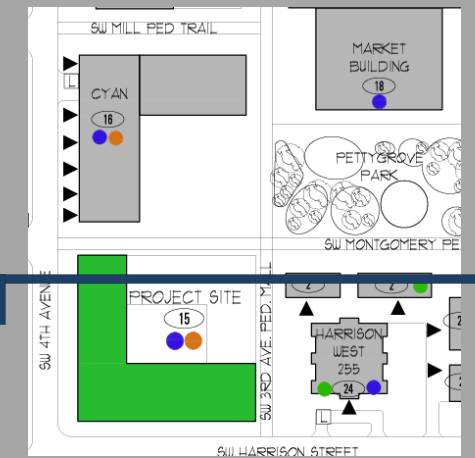 SW MILL PED TRAIL
MARKET
BUILDING
18
L
CYAN
16
PETTYGROVE
PARK
SW MONTGOMERY PE
SW 4TH AVENUE
PROJECT SITE
15
SW 3RD AVE. PED. MALL
2
2
HARRISON
WEST
255
24
L
SW HARRISON STREET